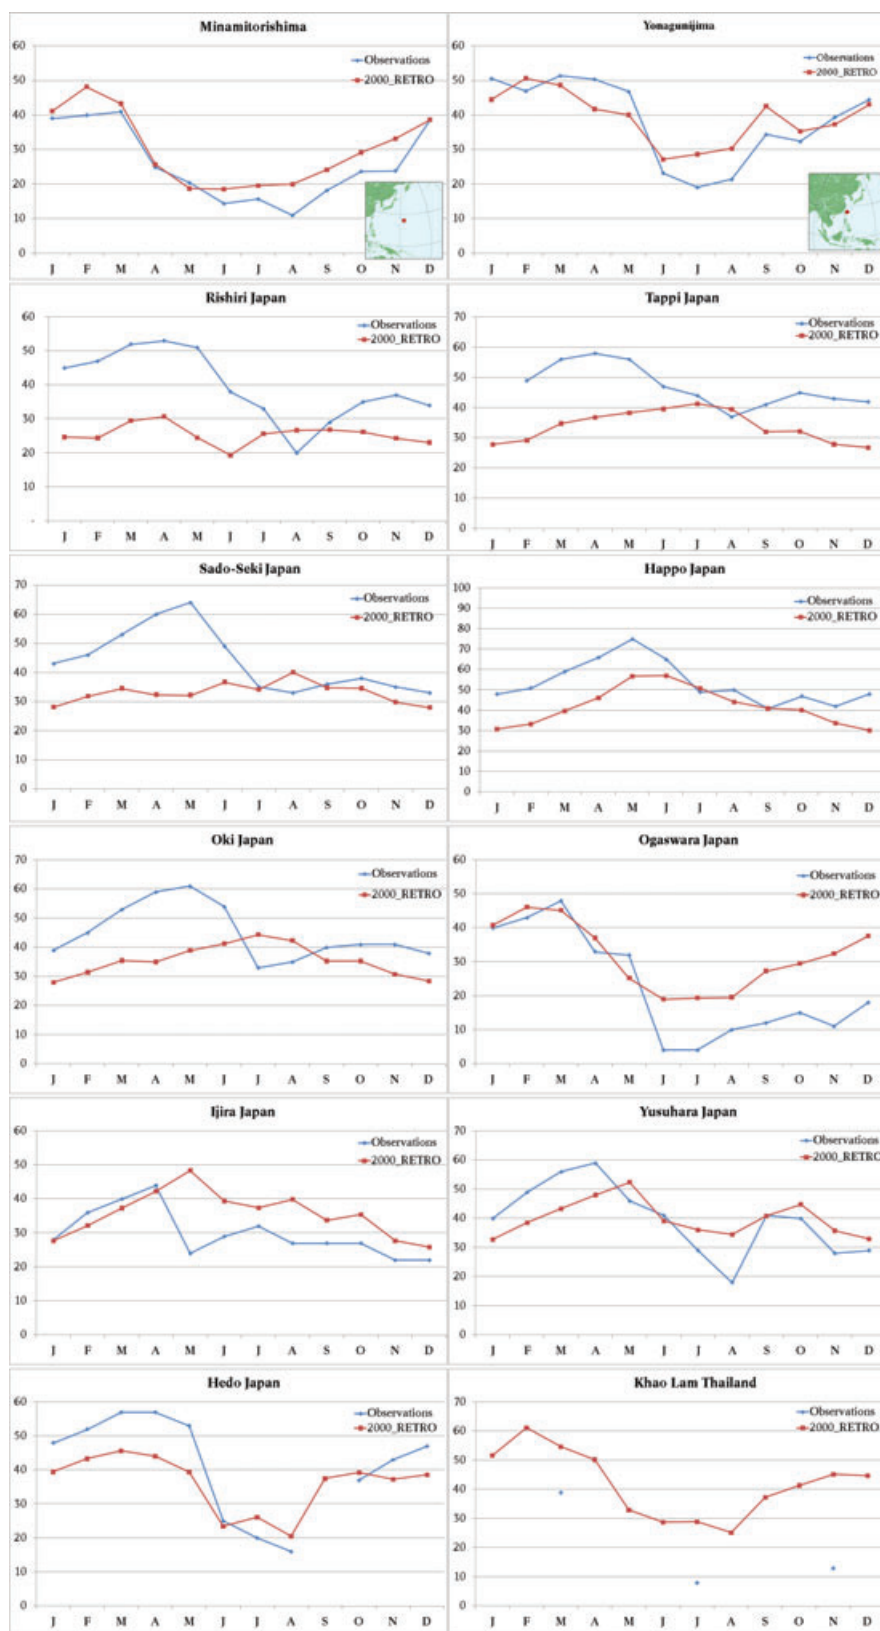 Minamitorishima
60
50
40
30
20
10
0
Observations
2000_RETRO
J F M A M J J A S O N D
Yonagunijima
60
50
40
30
20
10
0
Observations
2000_RETRO
J F M A M J J A S O N D
Rishiri Japan
60
50
40
30
20
10
-
Observations
2000_RETRO
J F M A M J J A S O N D
Tappi Japan
70
60
50
40
30
20
10
0
Observations
2000_RETRO
J F M A M J J A S O N D
Sado-Seki Japan
70
60
50
40
30
20
10
0
Observations
2000_RETRO
J F M A M J J A S O N D
Happo Japan
100
90
80
70
60
50
40
30
20
10
0
Observations
2000_RETRO
J F M A M J J A S O N D
Oki Japan
70
60
50
40
30
20
10
0
Observations
2000_RETRO
J F M A M J J A S O N D
Ogaswara Japan
60
50
40
30
20
10
0
Observations
2000_RETRO
J F M A M J J A S O N D
Ijira Japan
60
50
40
30
20
10
0
Observations
2000_RETRO
J F M A M J J A S O N D
Yusuhara Japan
70
60
50
40
30
20
10
0
Observations
2000_RETRO
J F M A M J J A S O N D
Hedo Japan
60
50
40
30
20
10
0
Observations
2000_RETRO
J F M A M J J A S O N D
Khao Lam Thailand
70
60
50
40
30
20
10
0
Observations
2000_RETRO
J F M A M J J A S O N D